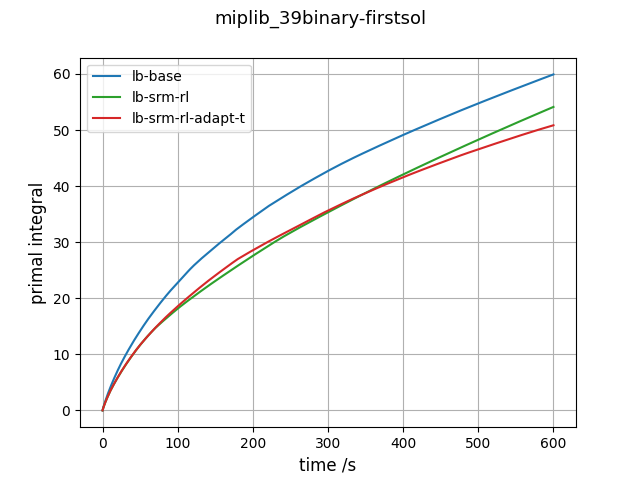 miplib_39binary-firstsol
lb-base
lb-srm-rl
lb-srm-rl-adapt-t
primal integral
60
50
40
30
20
10
0
0 100 200 300 400 500 600
time /s